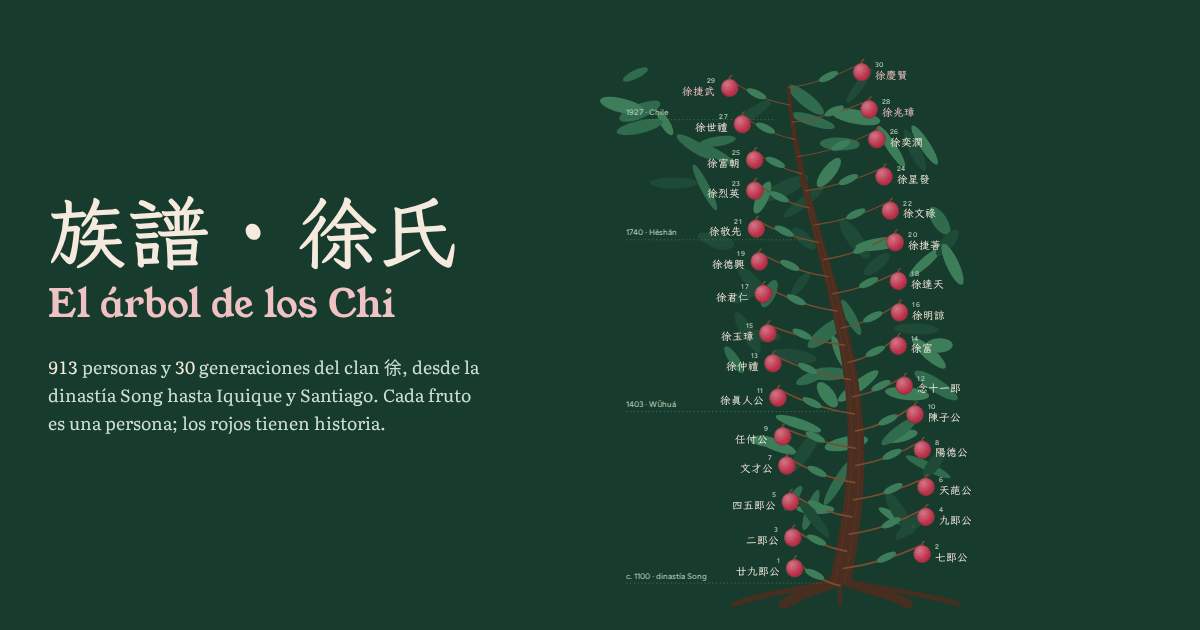 族譜・徐氏
El árbol de los Chi
913 personas y 30 generaciones del clan 徐, desde la
dinastía Song hasta Iquique y Santiago. Cada fruto
es una persona; los rojos tienen historia.
30
徐慶賢
29
徐捷武
28
徐兆璋
1927 · Chile
27
徐世禮
26
徐奕潤
25
徐富朝
24
徐星發
23
徐烈英
22
徐文祿
21
徐敬先
1740 · Hèshān
20
徐捷著
19
徐德興
18
徐達天
17
徐君仁
16
徐明諒
15
徐玉璋
14
徐富
13
徐仲禮
12
念十一郎
11
徐眞人公
1403 · Wǔhuá
10
陳子公
9
任付公
8
陽德公
7
文才公
6
天葩公
5
四五郎公
4
九郎公
3
二郎公
2
七郎公
1
廿九郎公
c. 1100 · dinastía Song